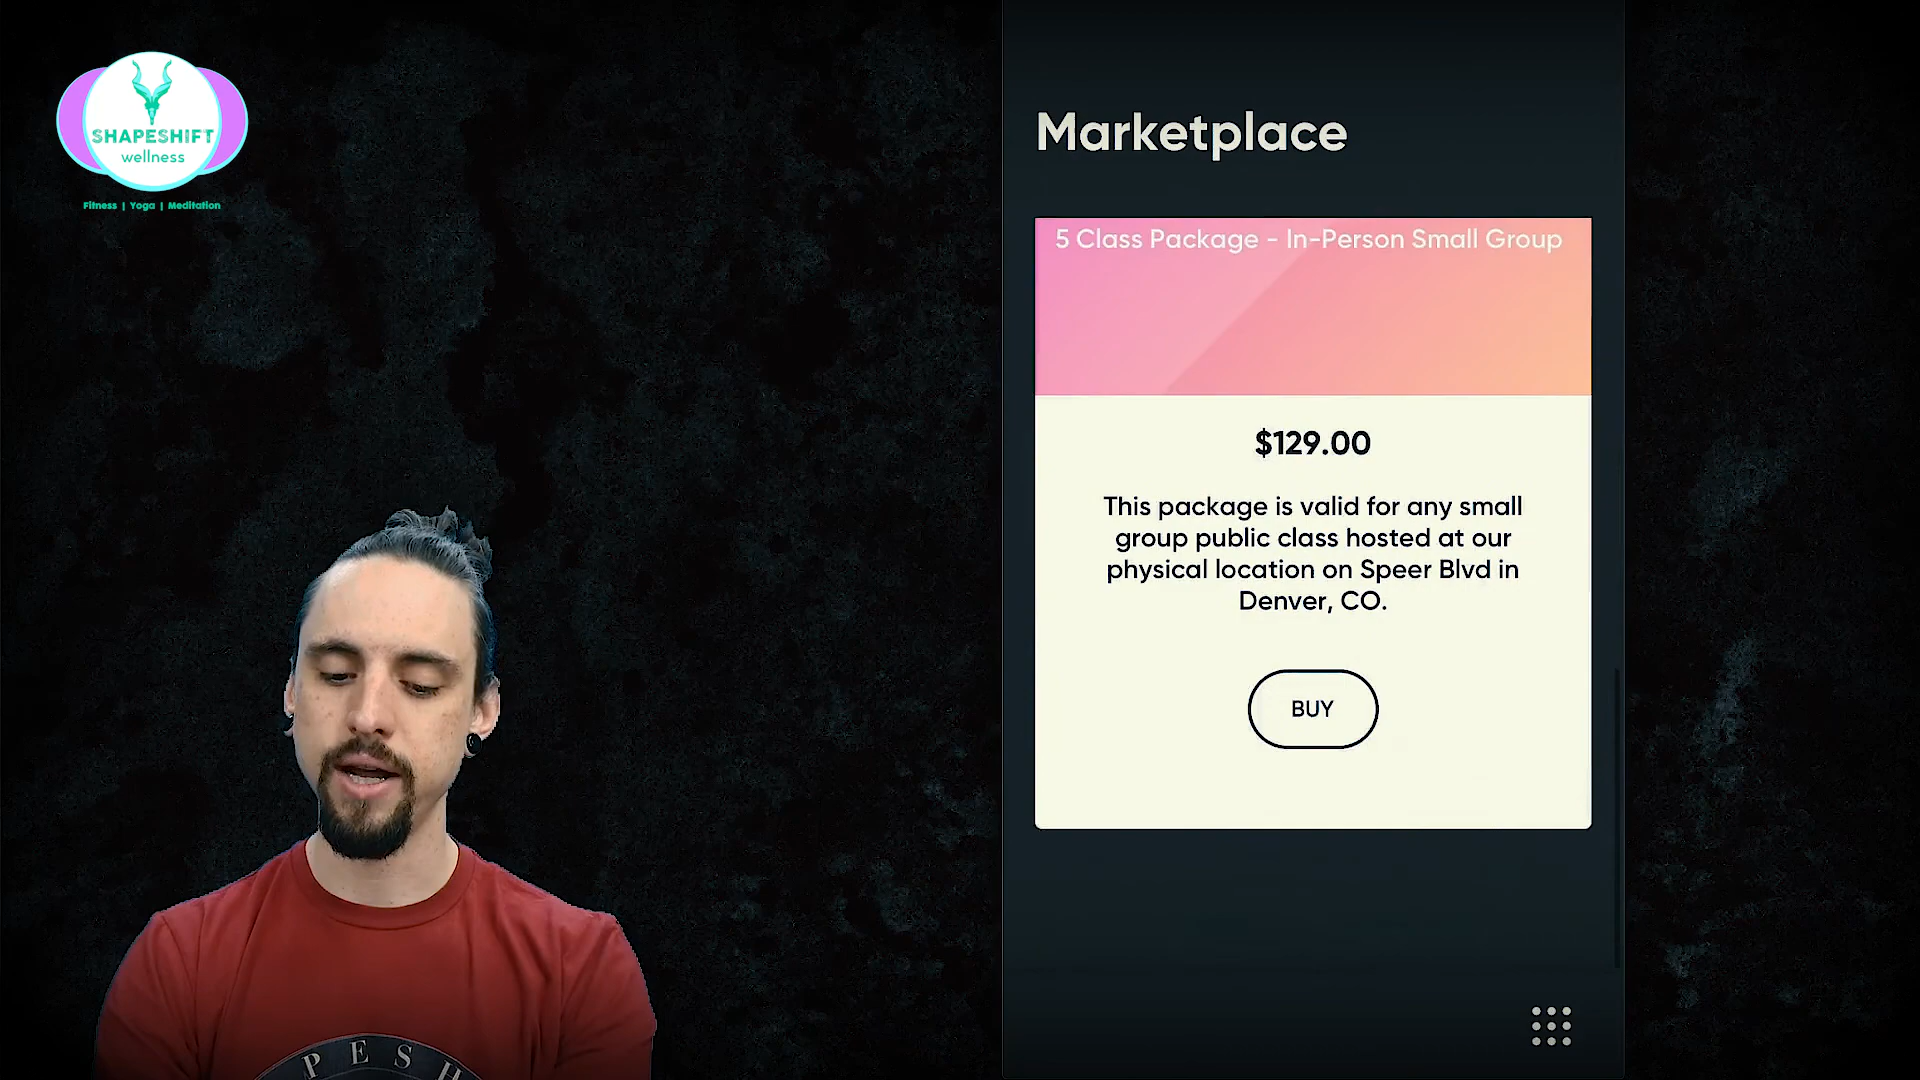 SHAPESHIFT
wellness
Fitness | Yoga | Meditation
Marketplace
5 Class Package - In-Person Small Group
$129.00
This package is valid for any small
group public class hosted at our
physical location on Speer Blvd in
Denver, CO.
BUY
PESH